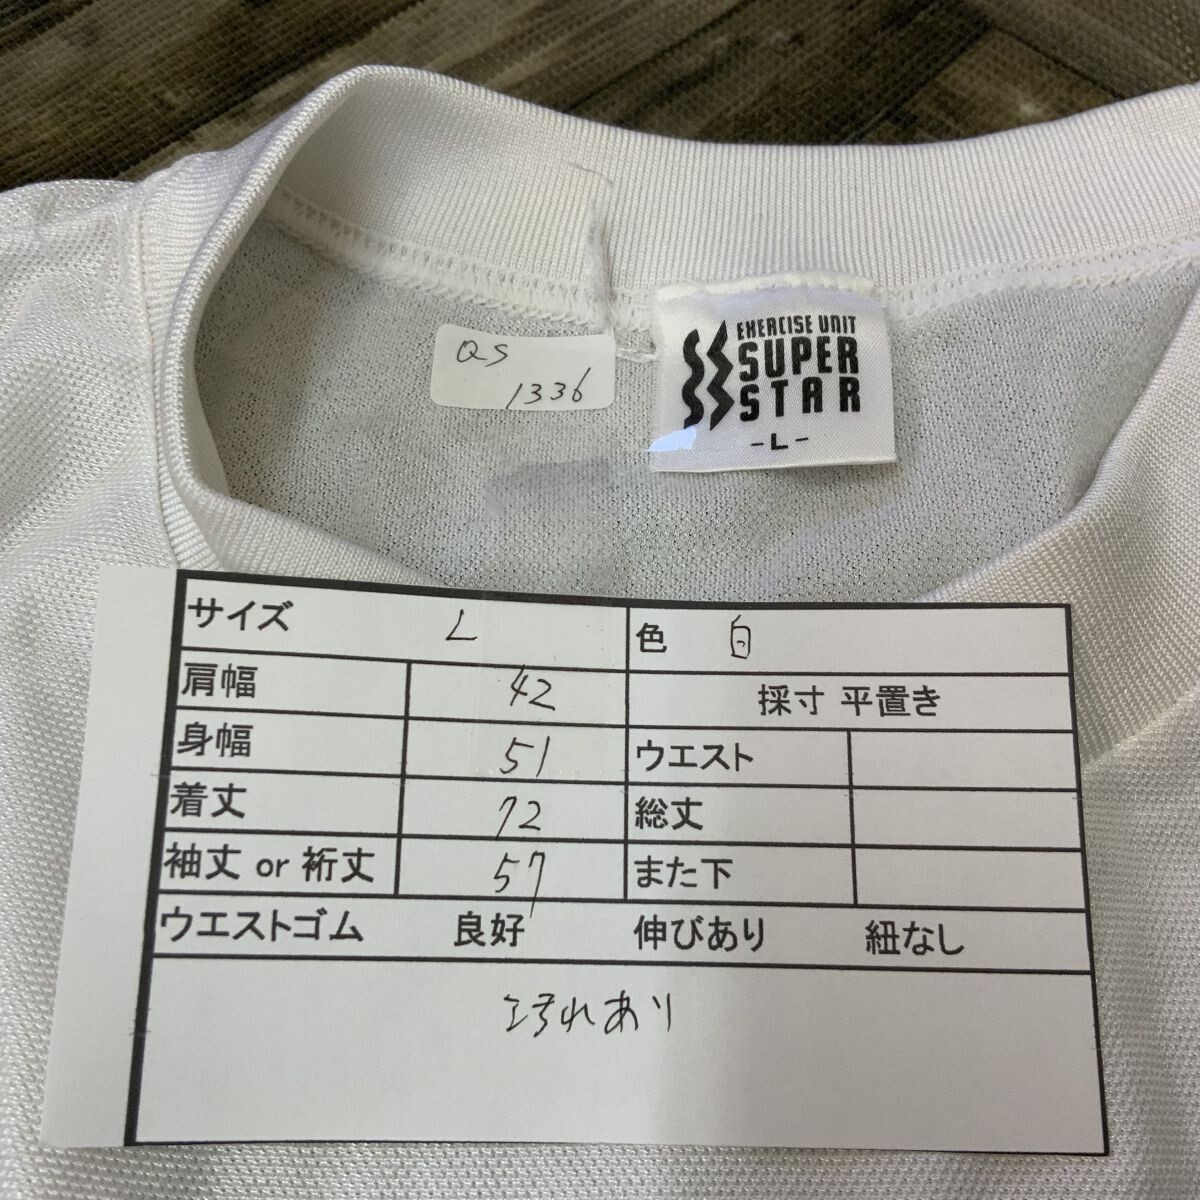 QS
1336
EXERCISE UNIT
SUPER
STAR
-L-
サイズ L 色 白
肩幅 42 採寸 平置き
身幅 51 ウエスト
着丈 72 総丈
袖丈 or 裄丈 57 また下
ウエストゴム 良好 伸びあり 紐なし
汚れあり